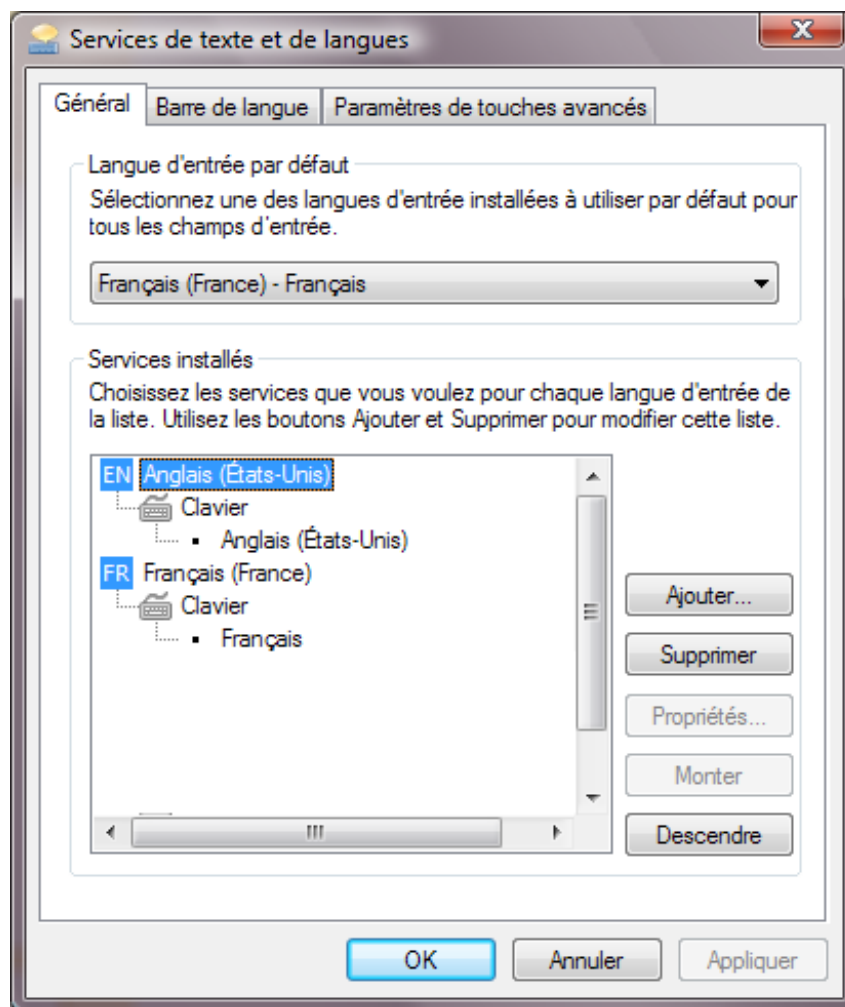 Services de texte et de langues
Général
Barre de langue
Paramètres de touches avancés
Langue d'entrée par défaut
Sélectionnez une des langues d'entrée installées à utiliser par défaut pour
tous les champs d'entrée.
Français (France) - Français
Services installés
Choisissez les services que vous voulez pour chaque langue d'entrée de
la liste. Utilisez les boutons Ajouter et Supprimer pour modifier cette liste.
EN Anglais (États-Unis)
Clavier
Anglais (États-Unis)
FR Français (France)
Clavier
Français
Ajouter...
Supprimer
Propriétés...
Monter
Descendre
OK
Annuler
Appliquer